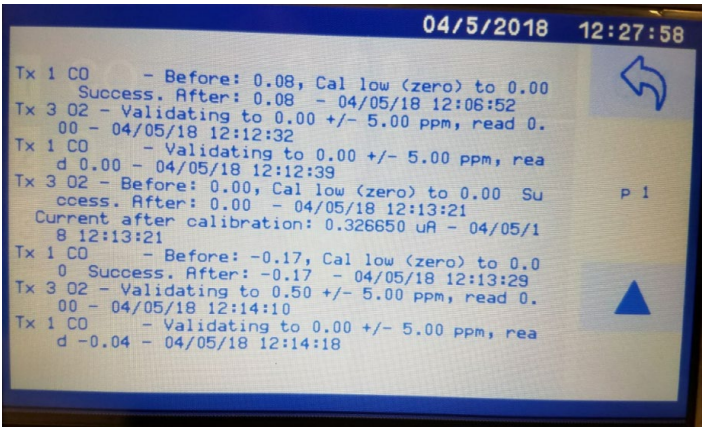 04/5/2018 12:27:58
Tx 1 CO - Before: 0.08, Cal low (zero) to 0.00
Success. After: 0.08 - 04/05/18 12:06:52
Tx 3 O2 - Validating to 0.00 +/- 5.00 ppm, read 0.
00 - 04/05/18 12:12:32
Tx 1 CO - Validating to 0.00 +/- 5.00 ppm, rea
d 0.00 - 04/05/18 12:12:39
Tx 3 O2 - Before: 0.00, Cal low (zero) to 0.00 Su
ccess. After: 0.00 - 04/05/18 12:13:21
Current after calibration: 0.326650 uA - 04/05/1
8 12:13:21
Tx 1 CO - Before: -0.17, Cal low (zero) to 0.0
0 Success. After: -0.17 - 04/05/18 12:13:29
Tx 3 O2 - Validating to 0.50 +/- 5.00 ppm, read 0.
00 - 04/05/18 12:14:10
Tx 1 CO - Validating to 0.00 +/- 5.00 ppm, rea
d -0.04 - 04/05/18 12:14:18
p 1